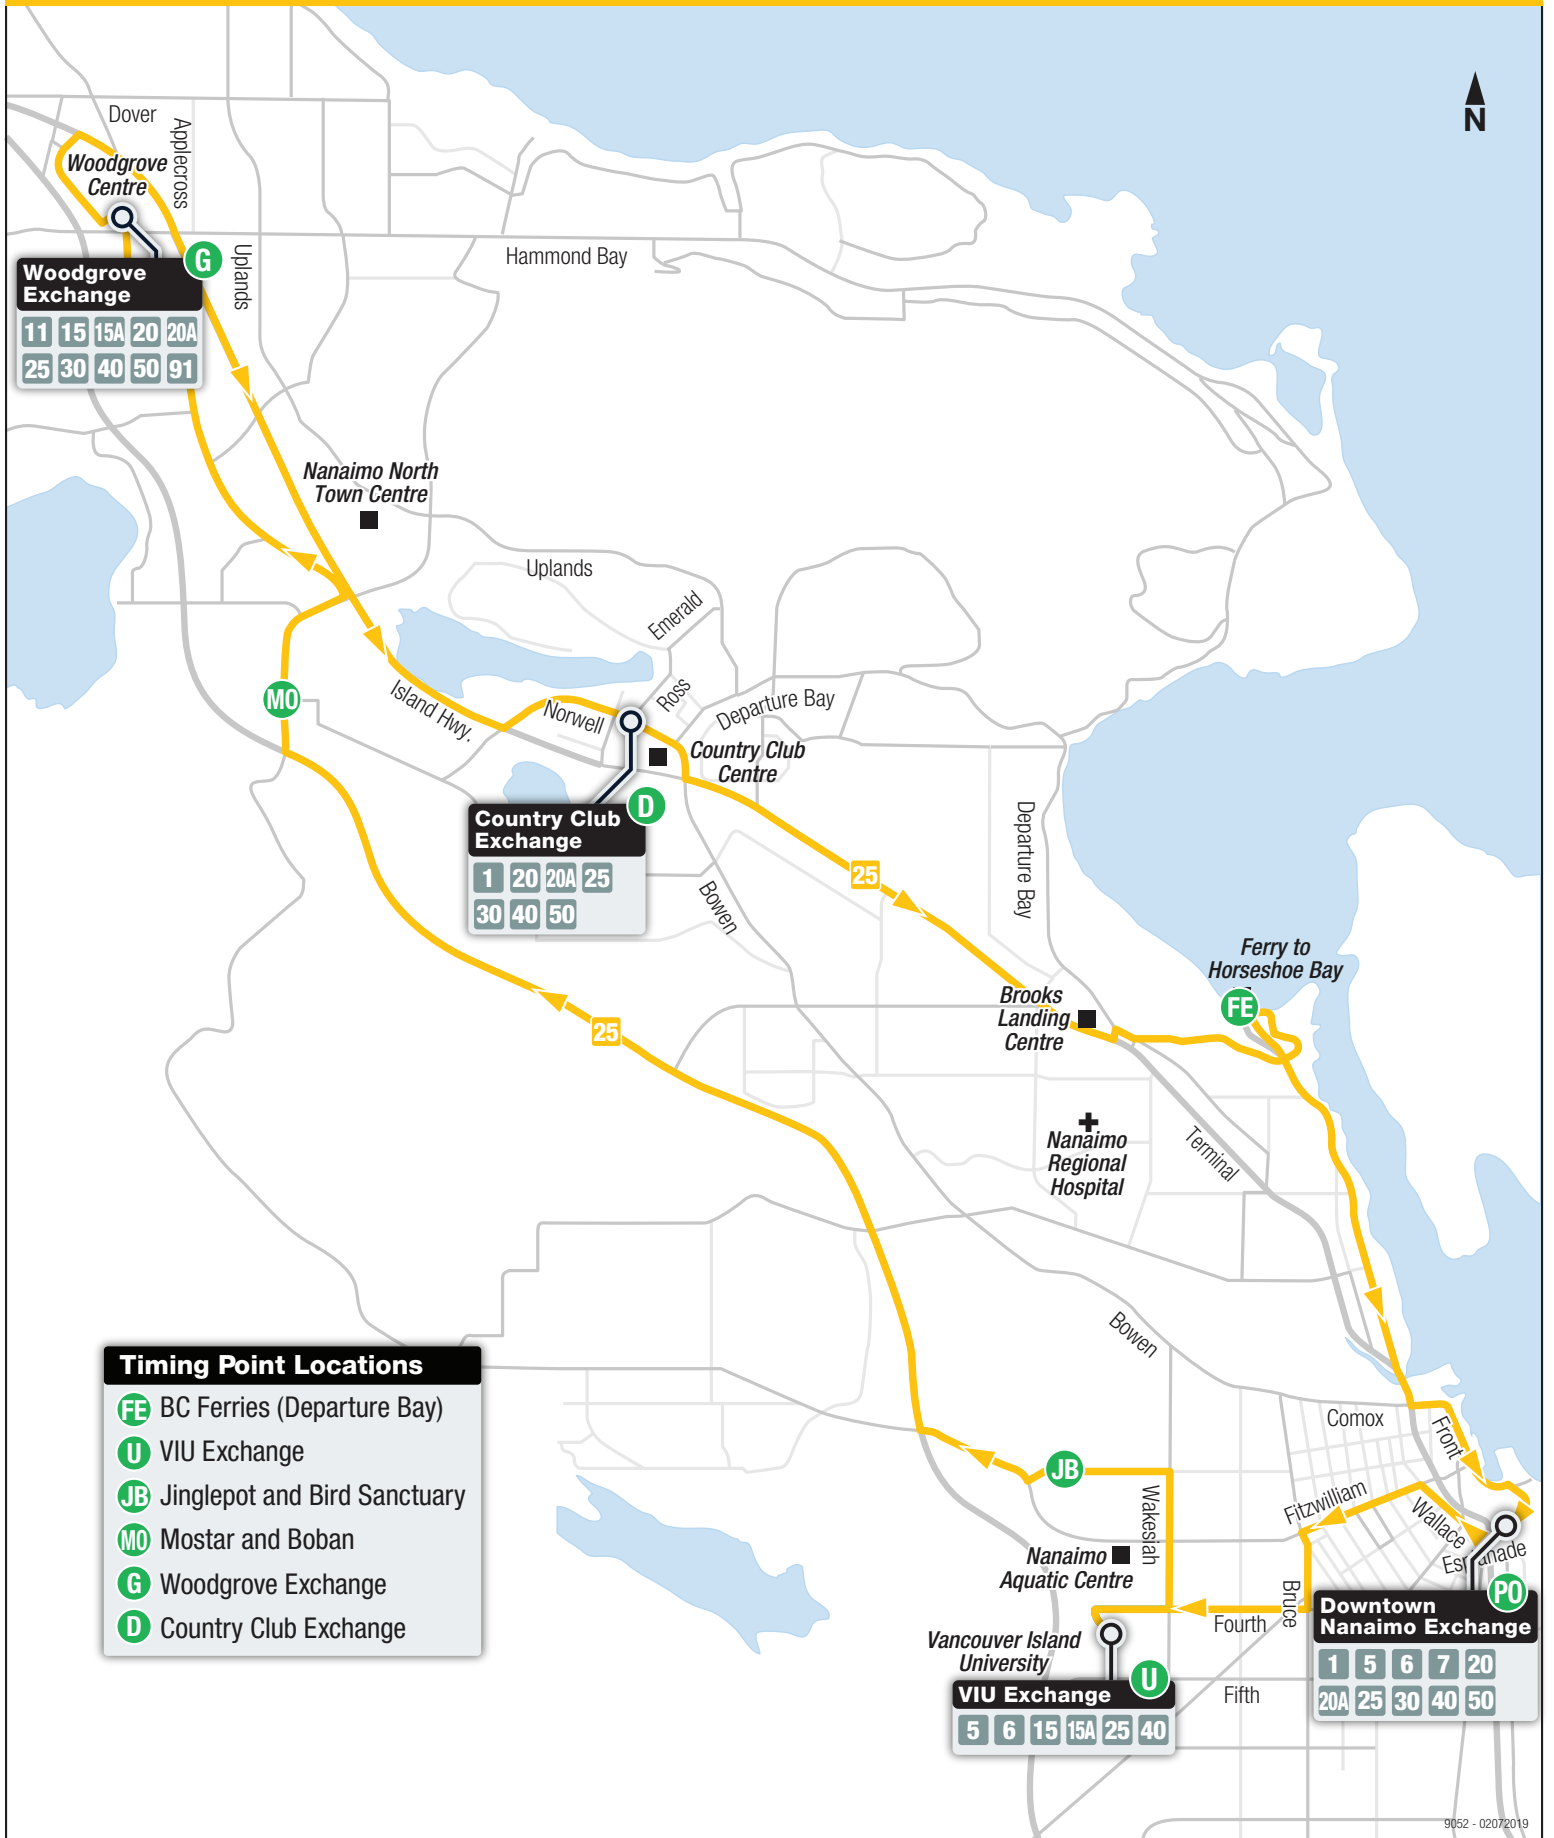 N
Dover
Applecross
Woodgrove
Centre
G
Uplands
Hammond Bay
Woodgrove
Exchange
11 15 15A 20 20A
25 30 40 50 91
Nanaimo North
Town Centre
Uplands
Emerald
MO
Island Hwy.
Norwell
Ross
Departure Bay
Country Club
Centre
D
Country Club
Exchange
1 20 20A 25
30 40 50
Departure Bay
25
Bowen
Ferry to
Horseshoe Bay
FE
Brooks
Landing
Centre
25
Nanaimo
Regional
Hospital
Terminal
Bowen
Timing Point Locations
FE BC Ferries (Departure Bay)
U VIU Exchange
JB Jinglepot and Bird Sanctuary
MO Mostar and Boban
G Woodgrove Exchange
D Country Club Exchange
Comox
Front
JB
Wakesiah
Fitzwilliam
Wallace
Nanaimo
Aquatic Centre
Esplanade
PO
Bruce
Fourth
Downtown
Nanaimo Exchange
1 5 6 7 20
20A 25 30 40 50
Vancouver Island
University
U
VIU Exchange
5 6 15 15A 25 40
Fifth
9052 - 02072019